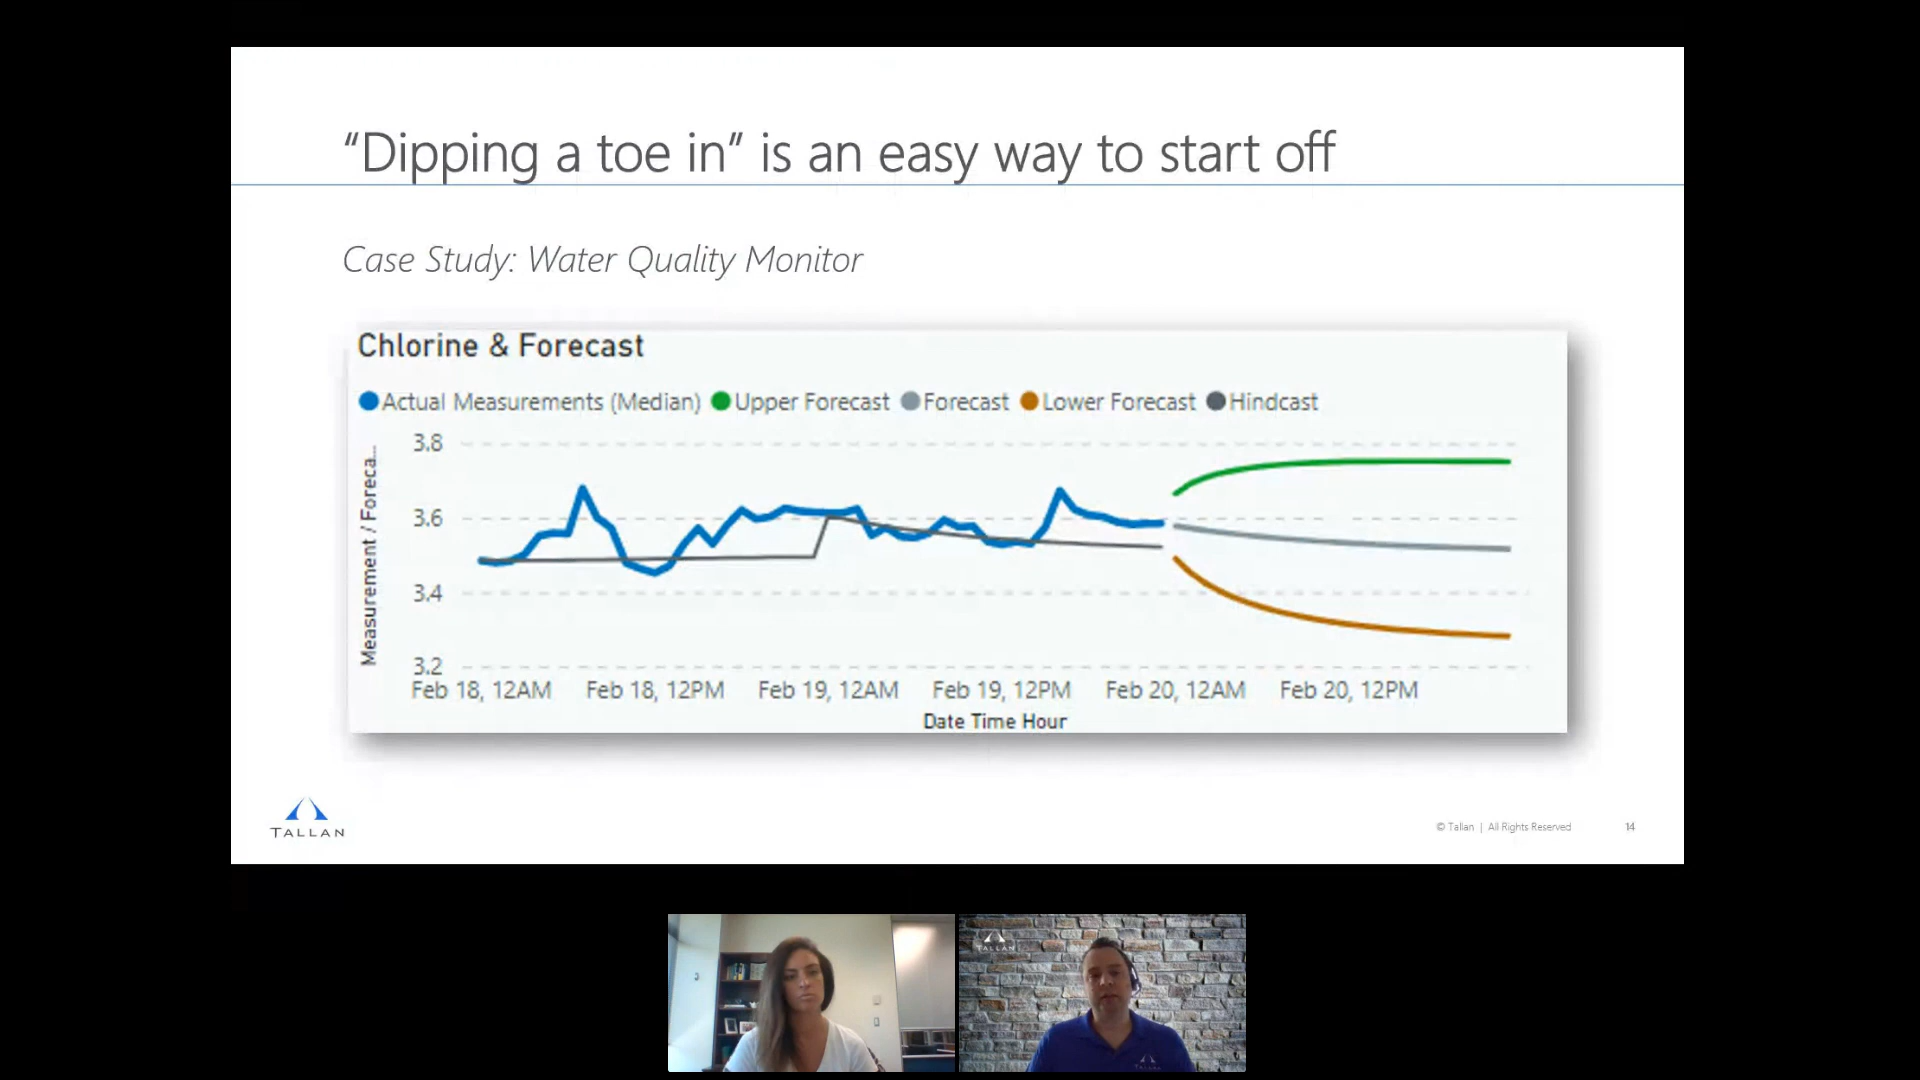 “Dipping a toe in” is an easy way to start off
Case Study: Water Quality Monitor
Chlorine & Forecast
Actual Measurements (Median) Upper Forecast Forecast Lower Forecast Hindcast
Measurement / Foreca...
3.8
3.6
3.4
3.2
Feb 18, 12AM Feb 18, 12PM Feb 19, 12AM Feb 19, 12PM Feb 20, 12AM Feb 20, 12PM
Date Time Hour
TALLAN
© Tallan | All Rights Reserved 14
TALLAN
TALLAN